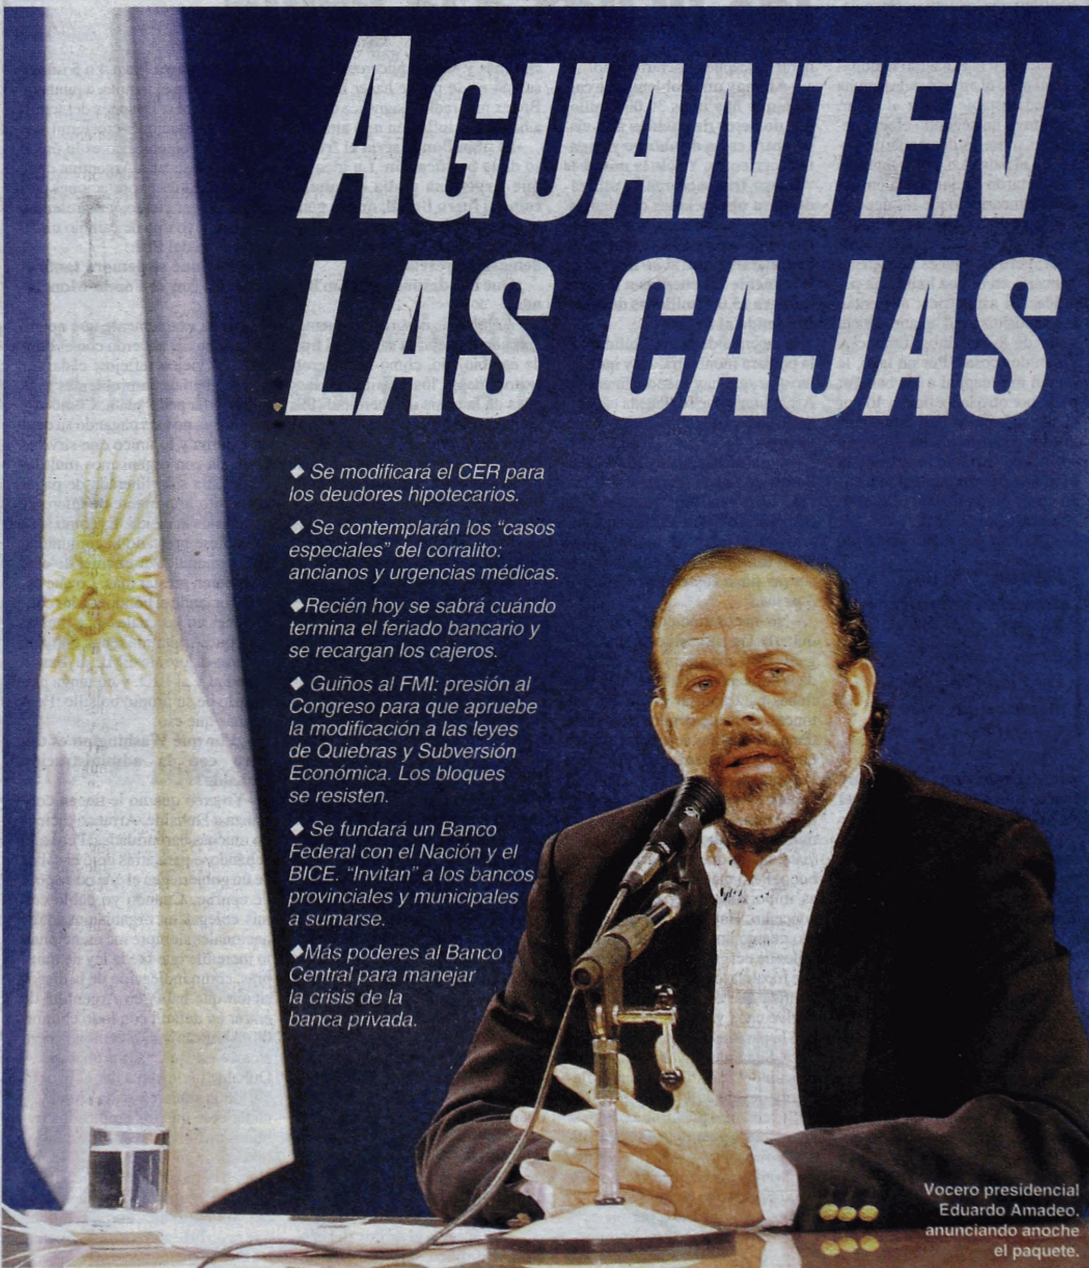 AGUANTEN
LAS CAJAS
◆ Se modificará el CER para
los deudores hipotecarios.
◆ Se contemplarán los “casos
especiales” del corralito:
ancianos y urgencias médicas.
◆Recién hoy se sabrá cuándo
termina el feriado bancario y
se recargan los cajeros.
◆ Guiños al FMI: presión al
Congreso para que apruebe
la modificación a las leyes
de Quiebras y Subversión
Económica. Los bloques
se resisten.
◆ Se fundará un Banco
Federal con el Nación y el
BICE. “Invitan” a los bancos
provinciales y municipales
a sumarse.
◆Más poderes al Banco
Central para manejar
la crisis de la
banca privada.
Vocero presidencial
Eduardo Amadeo,
anunciando anoche
el paquete.